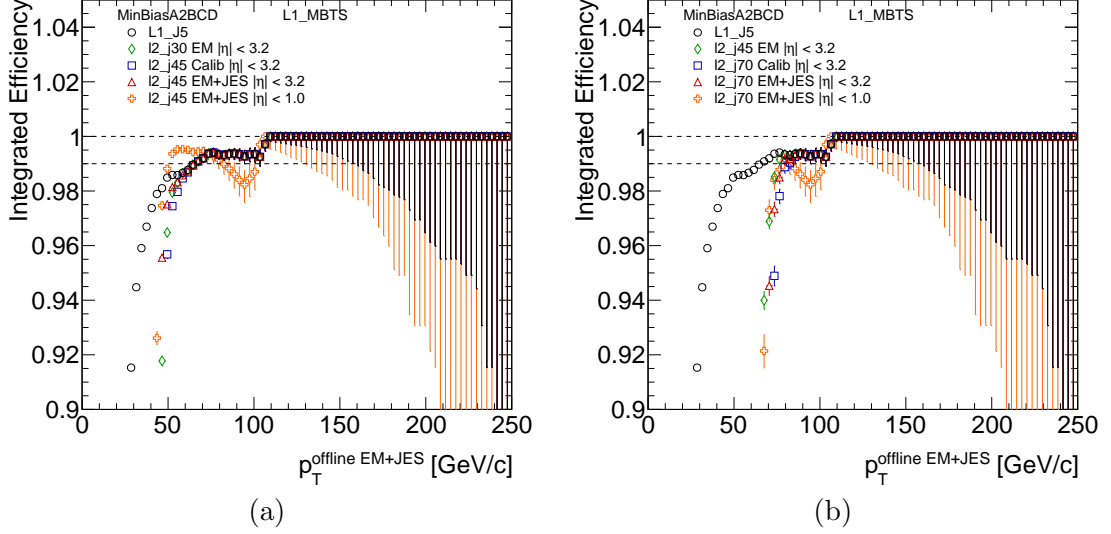 MinBiasA2BCD L1_MBTS
L1_J5
l2_j30 EM |η| < 3.2
l2_j45 Calib |η| < 3.2
l2_j45 EM+JES |η| < 3.2
l2_j45 EM+JES |η| < 1.0
Integrated Efficiency
1.04
1.02
1
0.98
0.96
0.94
0.92
0.9
0 50 100 150 200 250
p_T^offline EM+JES [GeV/c]
(a)
MinBiasA2BCD L1_MBTS
L1_J5
l2_j45 EM |η| < 3.2
l2_j70 Calib |η| < 3.2
l2_j70 EM+JES |η| < 3.2
l2_j70 EM+JES |η| < 1.0
Integrated Efficiency
1.04
1.02
1
0.98
0.96
0.94
0.92
0.9
0 50 100 150 200 250
p_T^offline EM+JES [GeV/c]
(b)